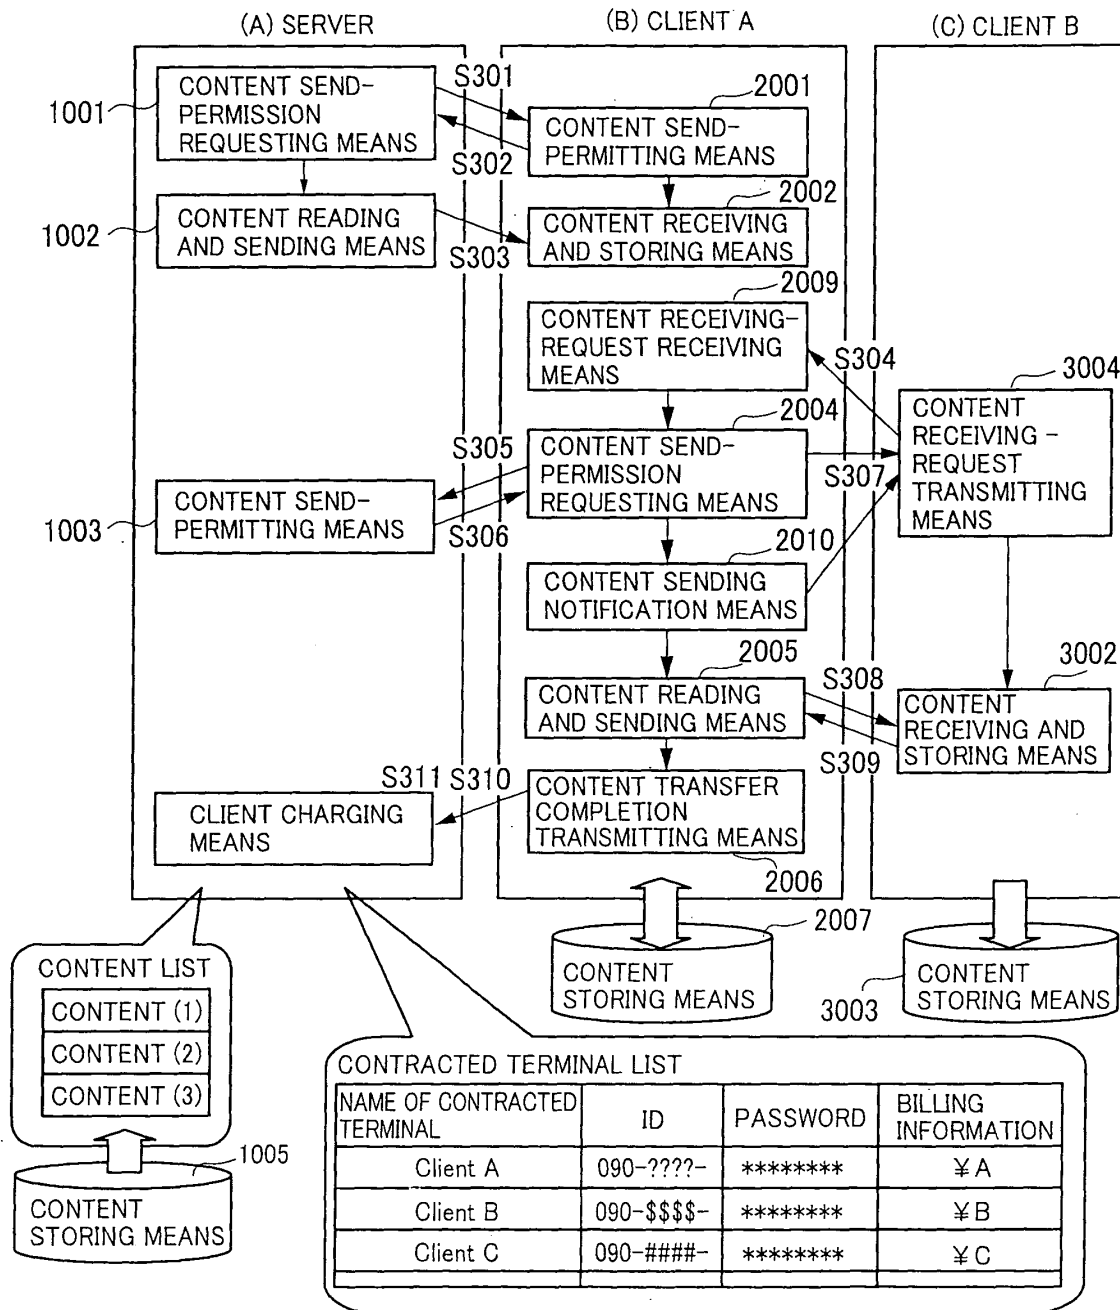 (A) SERVER
(B) CLIENT A
(C) CLIENT B
1001
CONTENT SEND-
PERMISSION
REQUESTING MEANS
S301
S302
2001
CONTENT SEND-
PERMITTING MEANS
1002
CONTENT READING
AND SENDING MEANS
S303
2002
CONTENT RECEIVING
AND STORING MEANS
2009
CONTENT RECEIVING-
REQUEST RECEIVING
MEANS
S304
3004
CONTENT
RECEIVING-
REQUEST
TRANSMITTING
MEANS
2004
CONTENT SEND-
PERMISSION
REQUESTING MEANS
S305
S306
S307
1003
CONTENT SEND-
PERMITTING MEANS
2010
CONTENT SENDING
NOTIFICATION MEANS
2005
CONTENT READING
AND SENDING MEANS
S308
S309
3002
CONTENT
RECEIVING AND
STORING MEANS
S311 S310
CLIENT CHARGING
MEANS
CONTENT TRANSFER
COMPLETION
TRANSMITTING MEANS
2006
2007
CONTENT
STORING MEANS
3003
CONTENT
STORING MEANS
CONTENT LIST
CONTENT (1)
CONTENT (2)
CONTENT (3)
1005
CONTENT
STORING MEANS
CONTRACTED TERMINAL LIST
NAME OF CONTRACTED
TERMINAL
ID
PASSWORD
BILLING
INFORMATION
Client A 090-????- ******** ¥A
Client B 090-$$$$- ******** ¥B
Client C 090-####- ******** ¥C